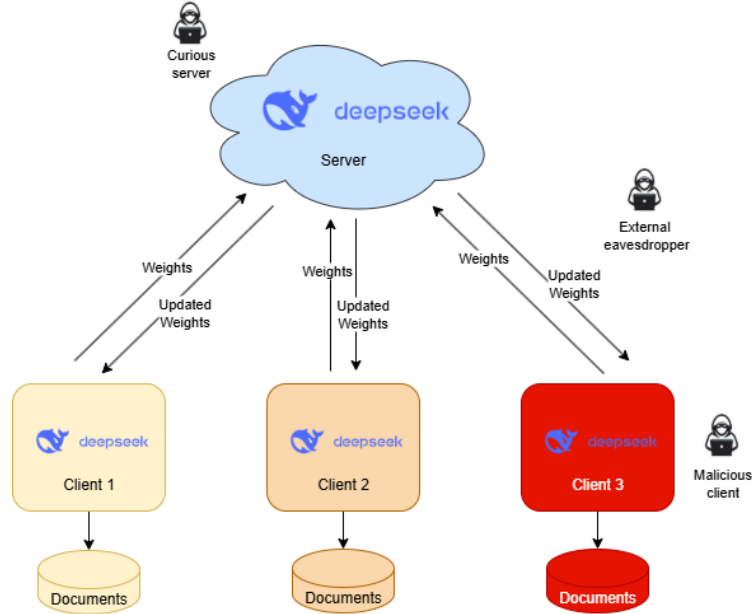 Curious
server
deepseek
Server
External
eavesdropper
Weights
Updated
Weights
Weights
Updated
Weights
Weights
Updated
Weights
deepseek
Client 1
deepseek
Client 2
deepseek
Client 3
Malicious
client
Documents
Documents
Documents